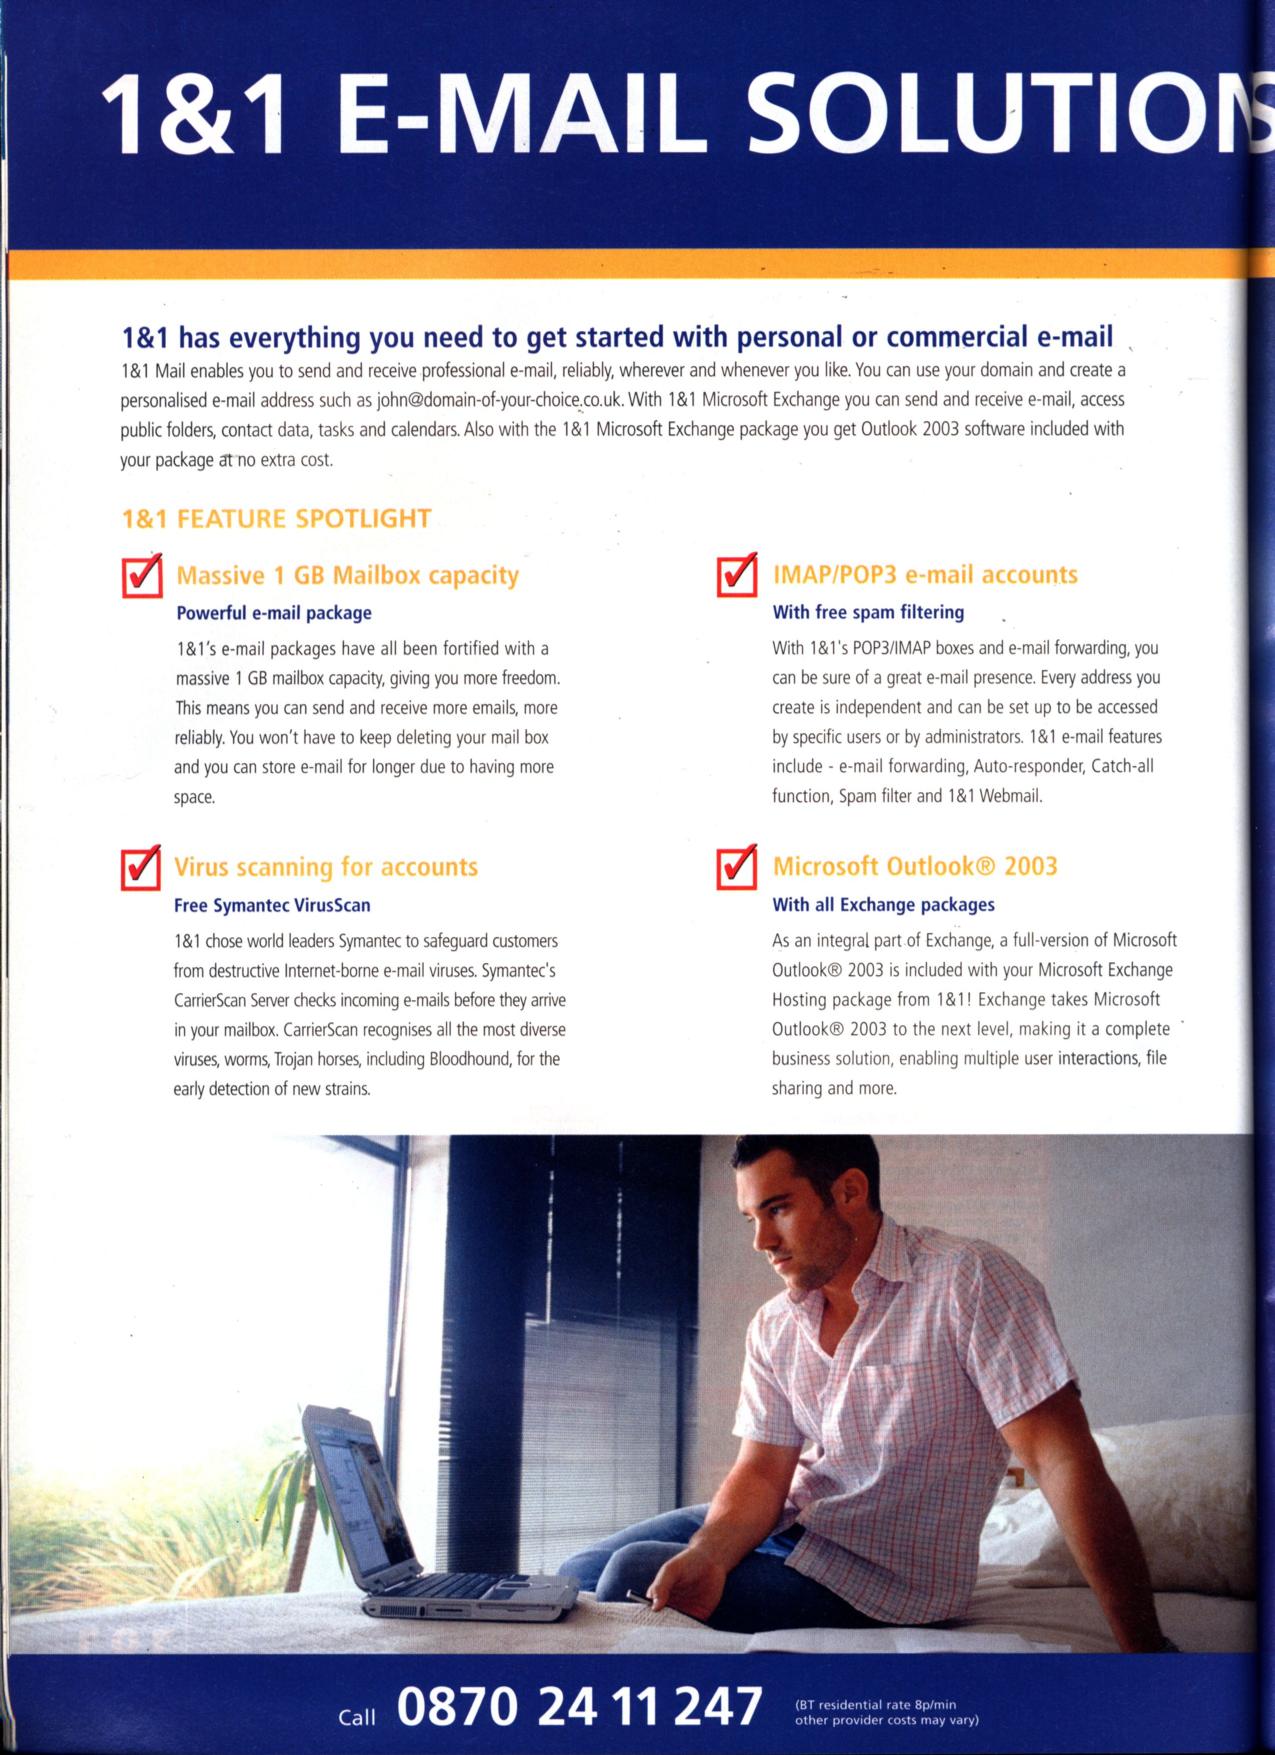 1&1 E-MAIL SOLUTIONS
1&1 has everything you need to get started with personal or commercial e-mail
1&1 Mail enables you to send and receive professional e-mail, reliably, wherever and whenever you like. You can use your domain and create a
personalised e-mail address such as john@domain-of-your-choice.co.uk. With 1&1 Microsoft Exchange you can send and receive e-mail, access
public folders, contact data, tasks and calendars. Also with the 1&1 Microsoft Exchange package you get Outlook 2003 software included with
your package at no extra cost.
1&1 FEATURE SPOTLIGHT
Massive 1 GB Mailbox capacity
Powerful e-mail package
1&1's e-mail packages have all been fortified with a
massive 1 GB mailbox capacity, giving you more freedom.
This means you can send and receive more emails, more
reliably. You won't have to keep deleting your mail box
and you can store e-mail for longer due to having more
space.
IMAP/POP3 e-mail accounts
With free spam filtering
With 1&1's POP3/IMAP boxes and e-mail forwarding, you
can be sure of a great e-mail presence. Every address you
create is independent and can be set up to be accessed
by specific users or by administrators. 1&1 e-mail features
include - e-mail forwarding, Auto-responder, Catch-all
function, Spam filter and 1&1 Webmail.
Virus scanning for accounts
Free Symantec VirusScan
1&1 chose world leaders Symantec to safeguard customers
from destructive Internet-borne e-mail viruses. Symantec's
CarrierScan Server checks incoming e-mails before they arrive
in your mailbox. CarrierScan recognises all the most diverse
viruses, worms, Trojan horses, including Bloodhound, for the
early detection of new strains.
Microsoft Outlook® 2003
With all Exchange packages
As an integral part of Exchange, a full-version of Microsoft
Outlook® 2003 is included with your Microsoft Exchange
Hosting package from 1&1! Exchange takes Microsoft
Outlook® 2003 to the next level, making it a complete
business solution, enabling multiple user interactions, file
sharing and more.
Call 0870 24 11 247
(BT residential rate 8p/min
other provider costs may vary)